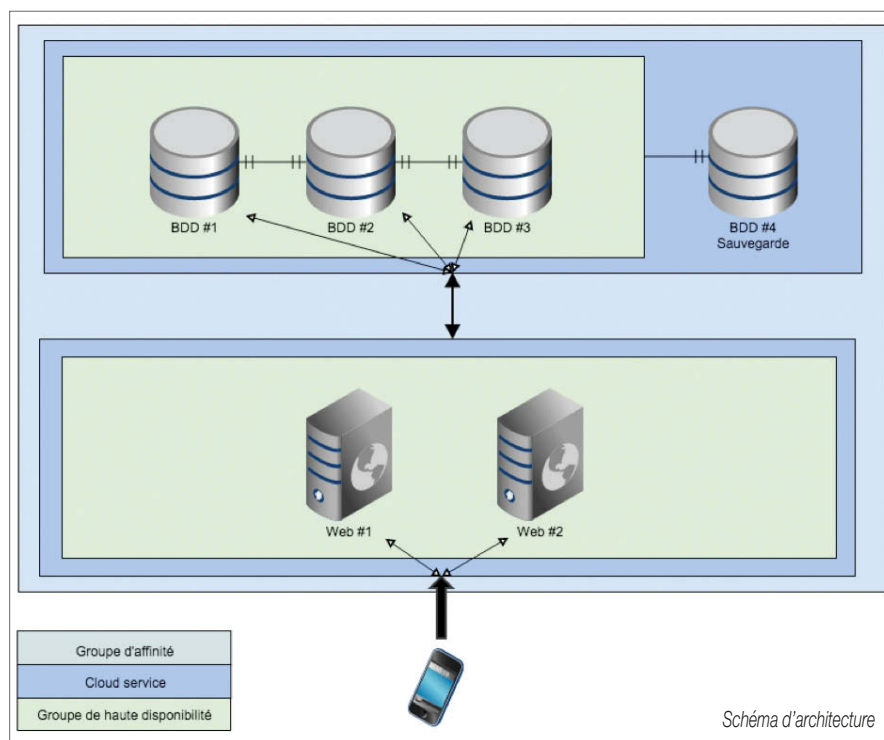 BDD #1
BDD #2
BDD #3
BDD #4
Sauvegarde
Web #1
Web #2
Groupe d'affinité
Cloud service
Groupe de haute disponibilité
Schéma d'architecture